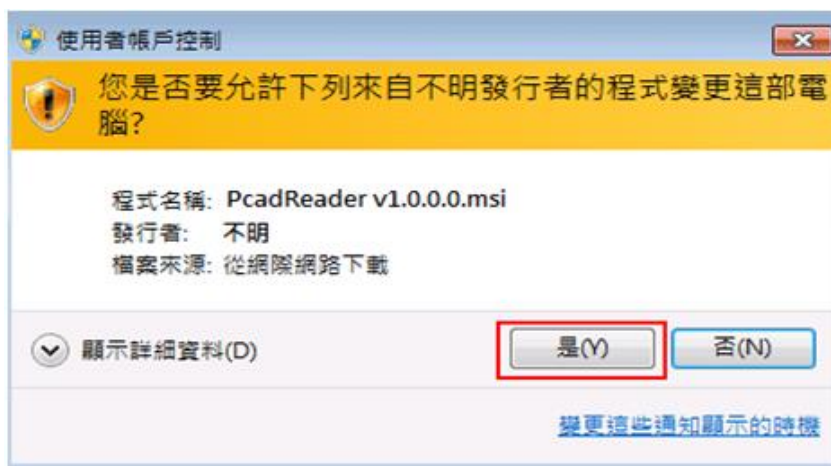 使用者帳戶控制
您是否要允許下列來自不明發行者的程式變更這部電
腦?
程式名稱: PcadReader v1.0.0.0.msi
發行者: 不明
檔案來源: 從網際網路下載
顯示詳細資料(D)
是(Y)
否(N)
變更這些通知顯示的時機